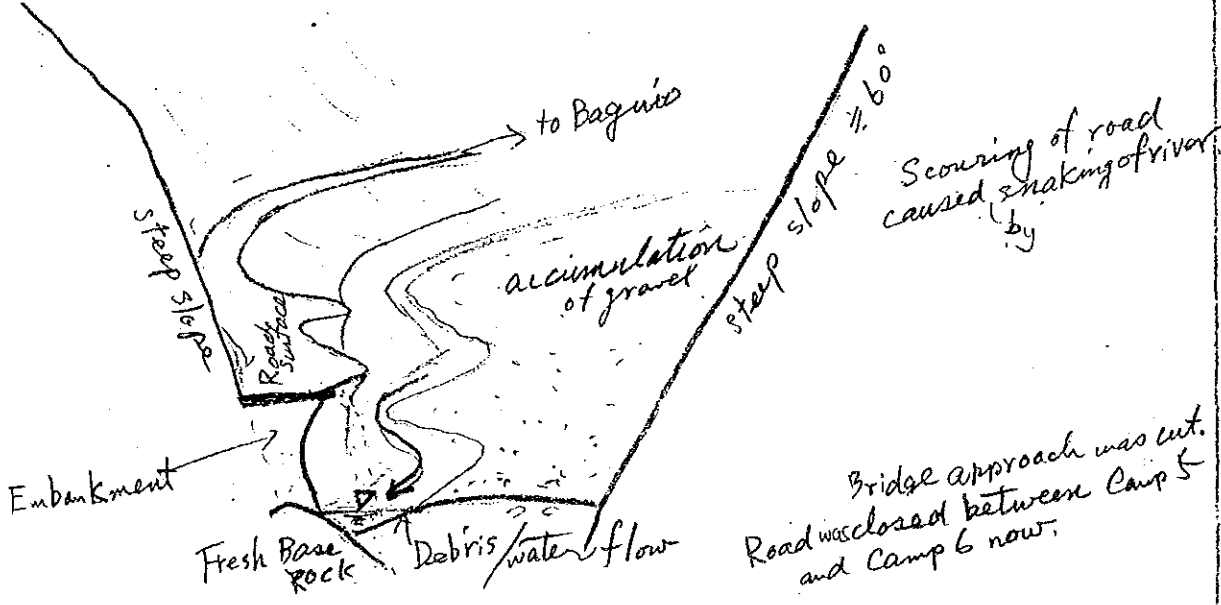 to Baguio
steep slope ≥ 60°
Scouring of road
caused snaking of river.
by
steep slope
Road
surface
accumulation
of gravel
Embankment
Fresh Base
Rock
Debris/water flow
Bridge approach was cut.
Road was closed between Camp 5
and Camp 6 now.